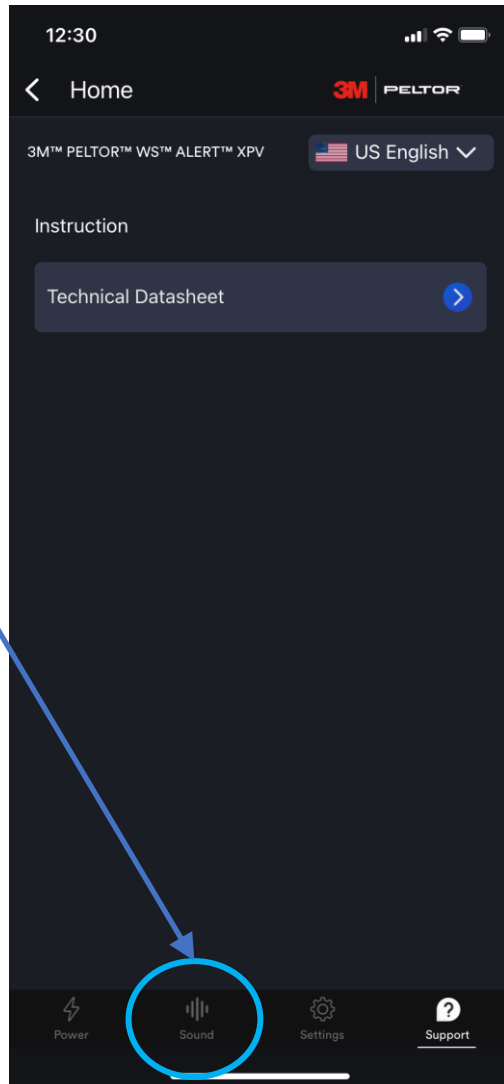 12:30
Home
3M PELTOR
3M™ PELTOR™ WS™ ALERT™ XPV
US English
Instruction
Technical Datasheet
Power
Sound
Settings
Support